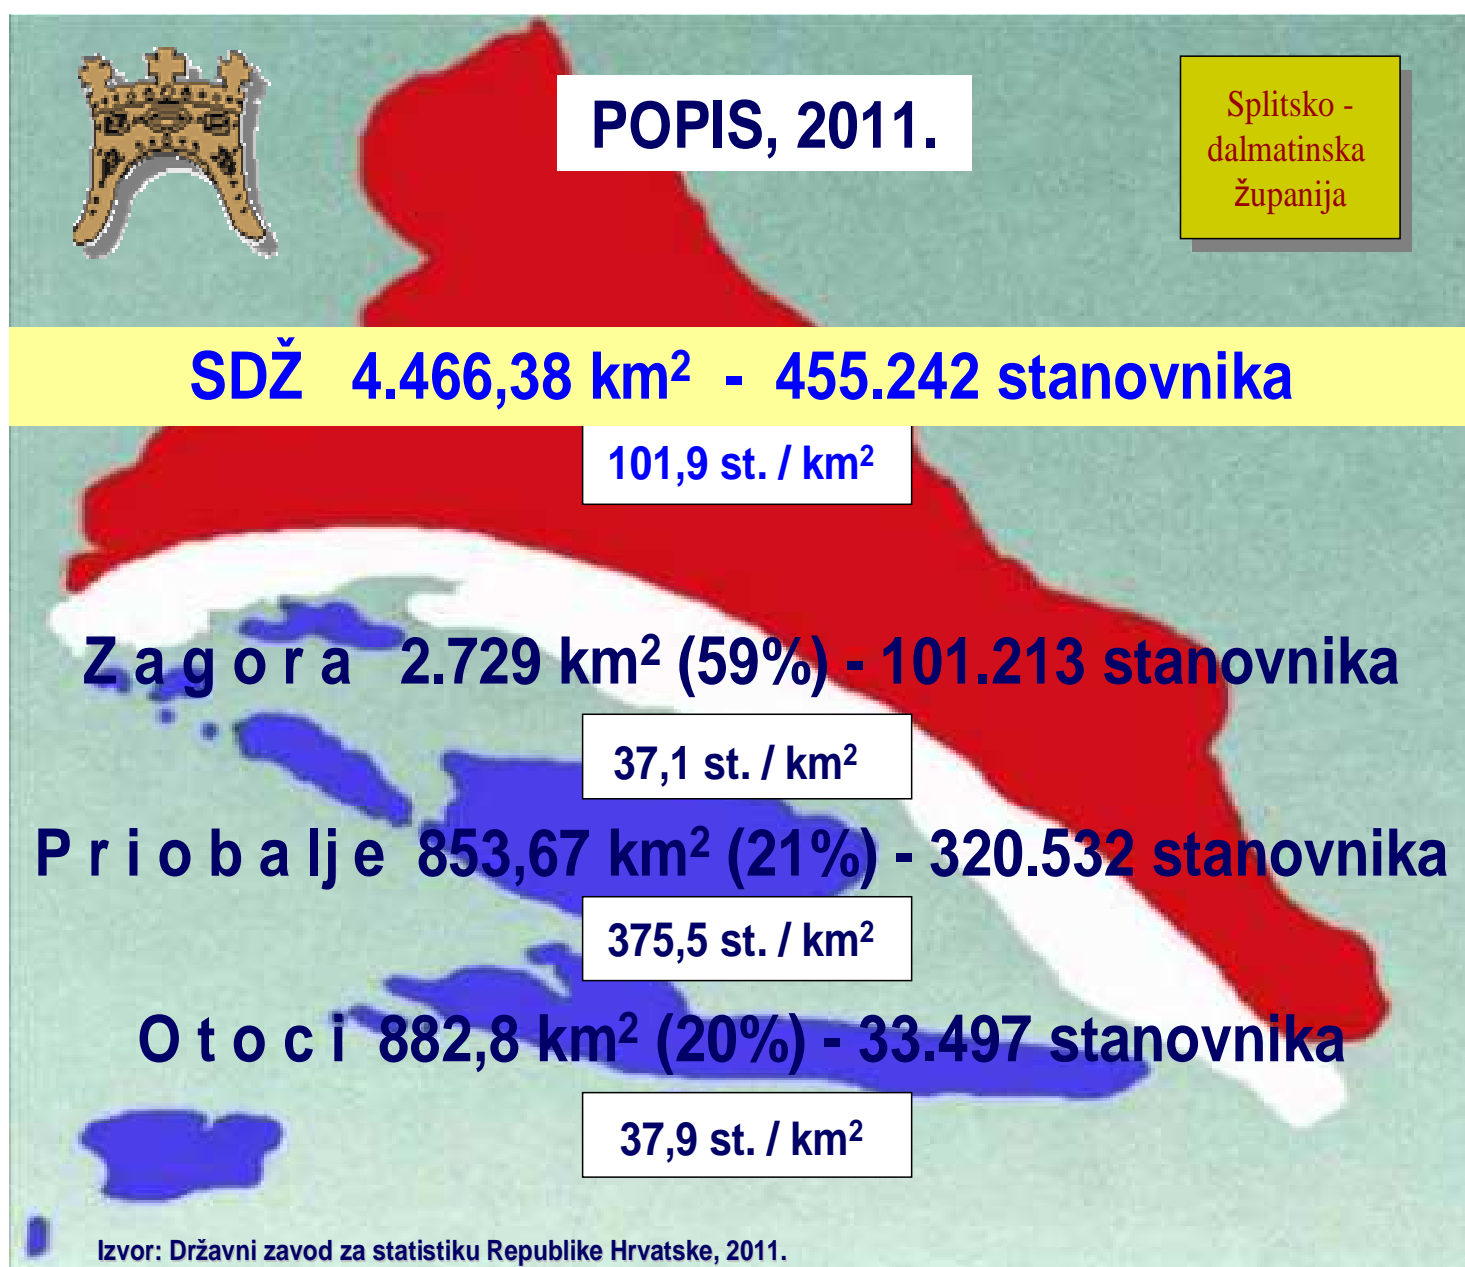 POPIS, 2011.
Splitsko -
dalmatinska
županija
SDŽ 4.466,38 km² - 455.242 stanovnika
101,9 st. / km²
Zagora 2.729 km² (59%) - 101.213 stanovnika
37,1 st. / km²
Priobalje 853,67 km² (21%) - 320.532 stanovnika
375,5 st. / km²
Otoci 882,8 km² (20%) - 33.497 stanovnika
37,9 st. / km²
Izvor: Državni zavod za statistiku Republike Hrvatske, 2011.